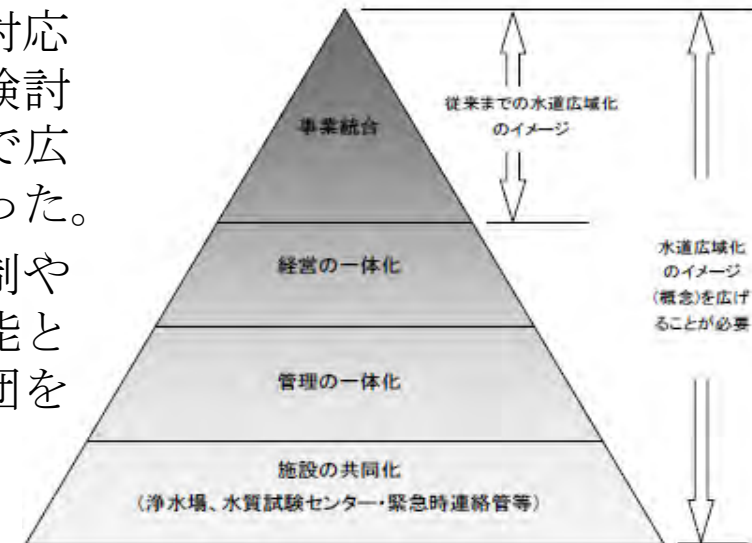 対応
検討
で広
った。
制や
能と
団を
事業統合
経営の一体化
管理の一体化
施設の共同化
(浄水場、水質試験センター・緊急時連絡管等)
従来までの水道広域化
のイメージ
水道広域化
のイメージ
(概念)を広げ
ることが必要